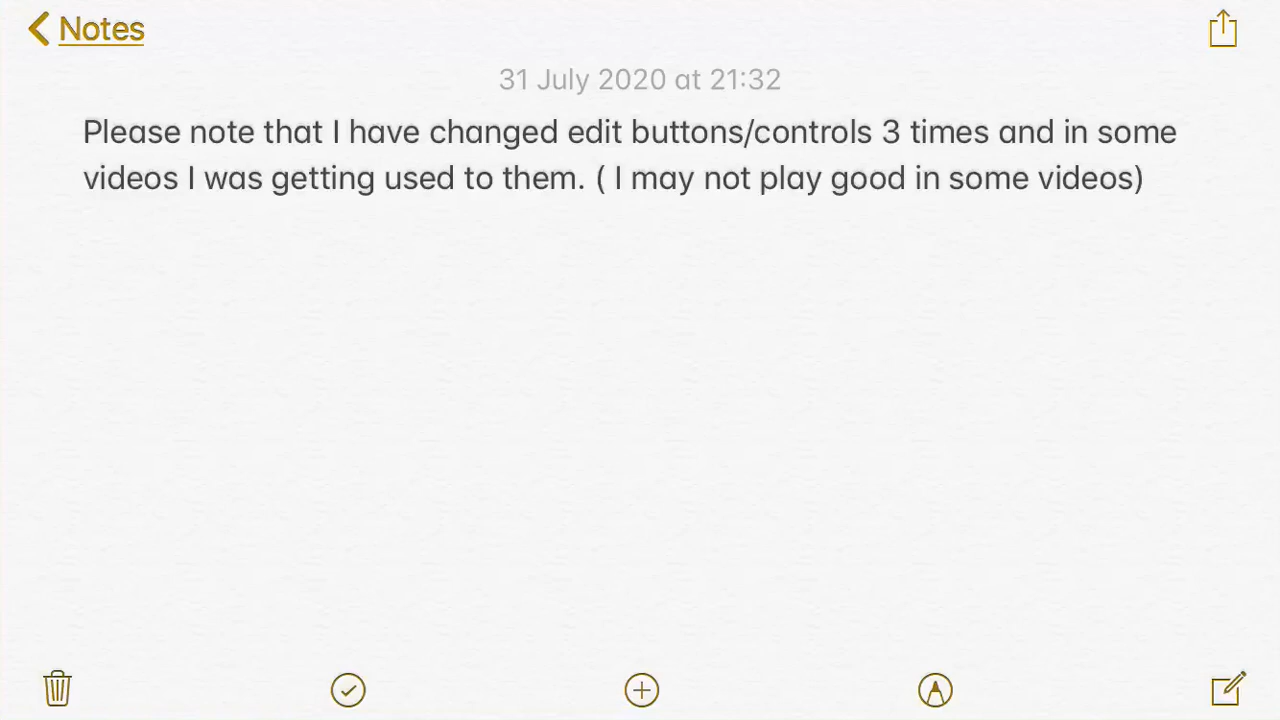 Notes
31 July 2020 at 21:32
Please note that I have changed edit buttons/controls 3 times and in some
videos I was getting used to them. ( I may not play good in some videos)